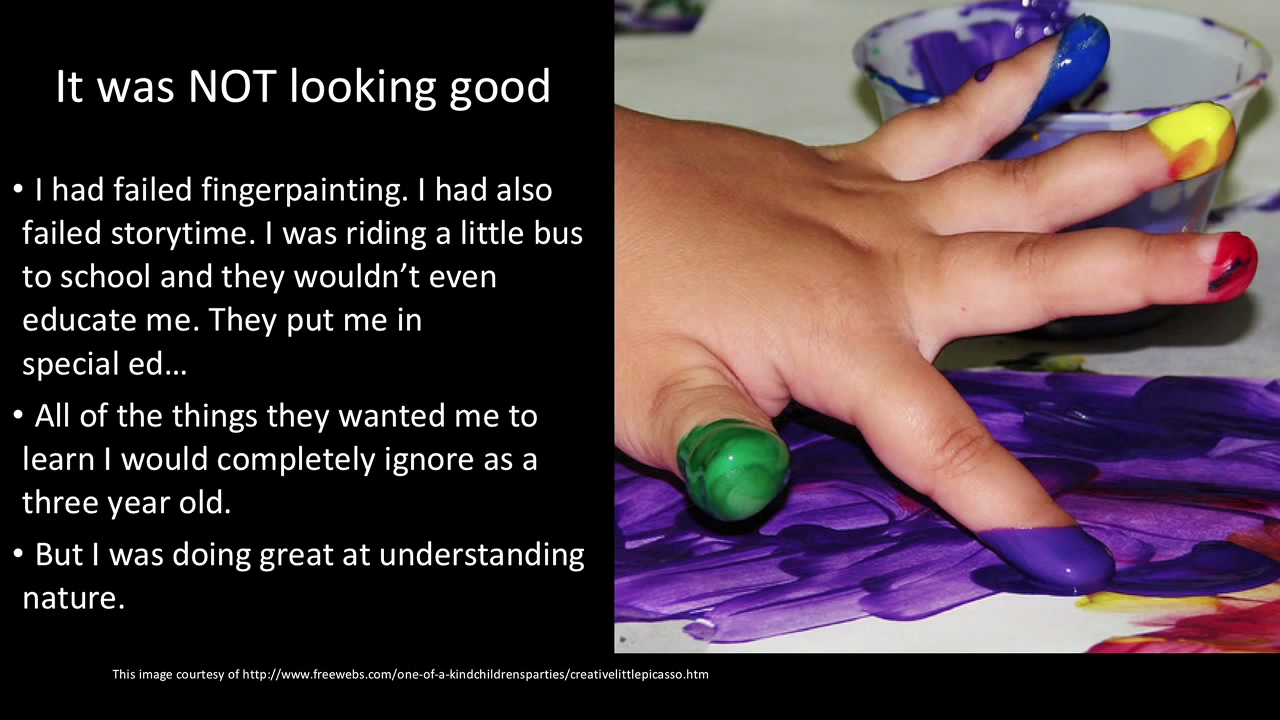 It was NOT looking good
• I had failed fingerpainting. I had also
failed storytime. I was riding a little bus
to school and they wouldn’t even
educate me. They put me in
special ed…
• All of the things they wanted me to
learn I would completely ignore as a
three year old.
• But I was doing great at understanding
nature.
This image courtesy of http://www.freewebs.com/one-of-a-kindchildrensparties/creativelittlepicasso.htm